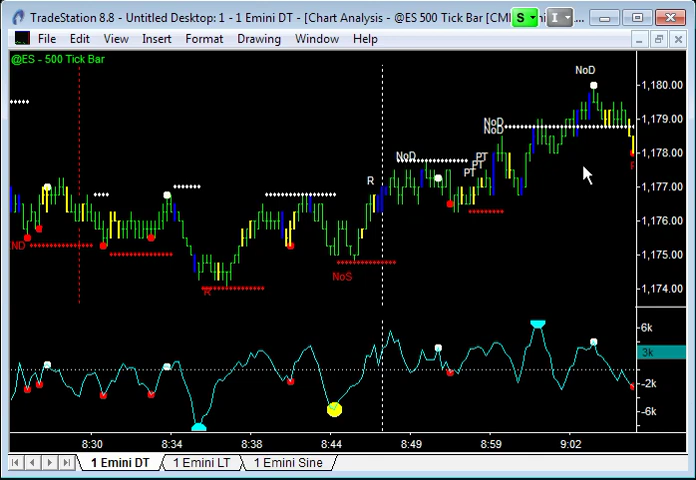 TradeStation 8.8 - Untitled Desktop: 1 - 1 Emini DT - [Chart Analysis - @ES 500 Tick Bar [CM
S
I
File Edit View Insert Format Drawing Window Help
@ES - 500 Tick Bar
NoD
1,180.00
NoD
NoD
1,179.00
NoD
PT
PT
PT
1,178.00
R
1,177.00
1,176.00
ND
1,175.00
NoS
R
1,174.00
6k
3k
-2k
-6k
8:30 8:34 8:38 8:44 8:49 8:59 9:02
1 Emini DT 1 Emini LT 1 Emini Sine